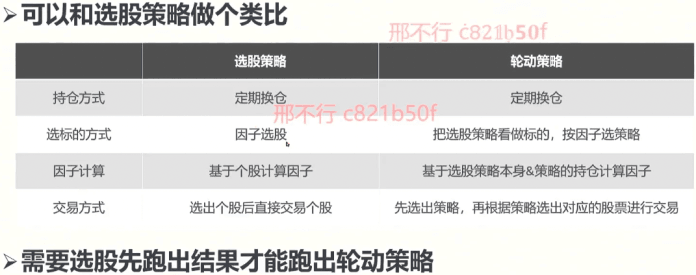 ➢可以和选股策略做个类比
邢不行 c821b50f
选股策略 轮动策略
持仓方式 定期换仓 定期换仓
邢不行 c821b50f
选标的方式 因子选股 把选股策略看做标的，按因子选策略
因子计算 基于个股计算因子 基于选股策略本身&策略的持仓计算因子
交易方式 选出个股后直接交易个股 先选出策略，再根据策略选出对应的股票进行交易
➢需要选股先跑出结果才能跑出轮动策略